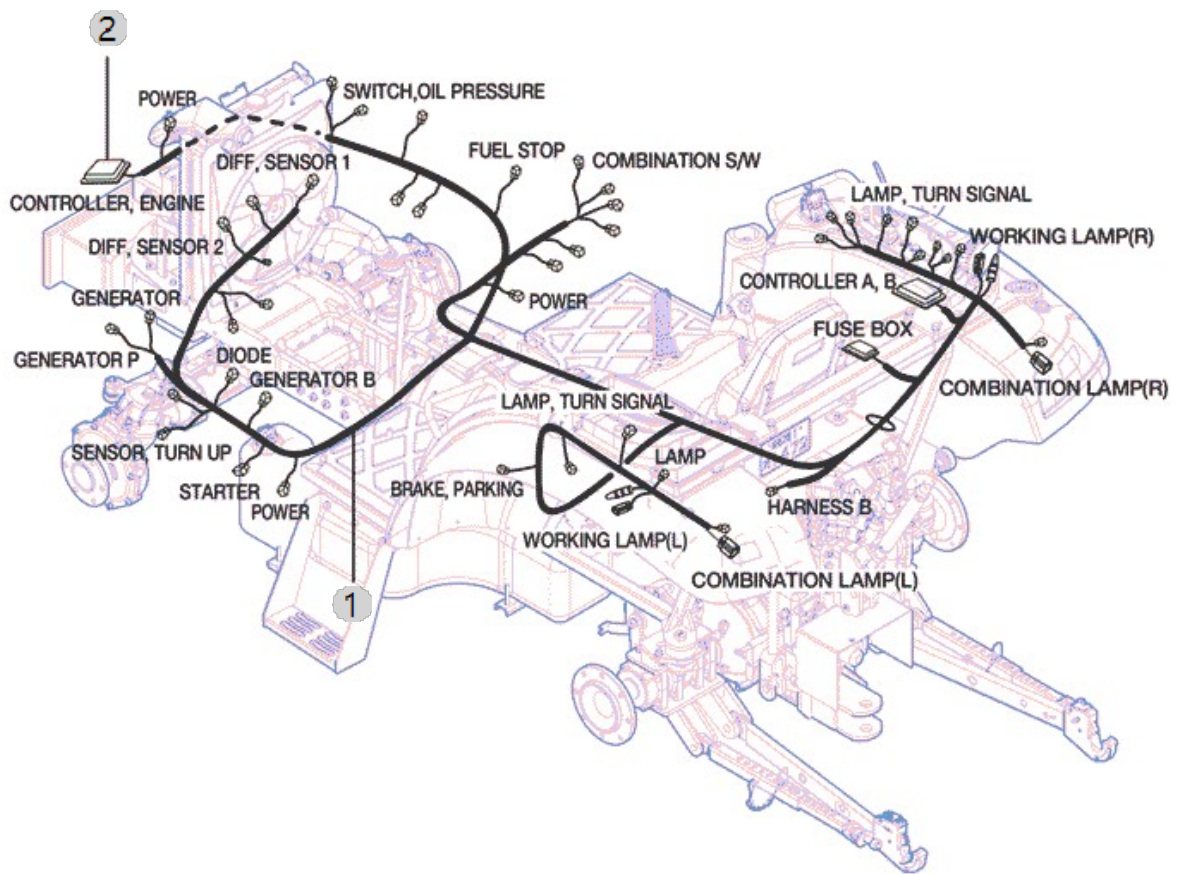 2
POWER
SWITCH,OIL PRESSURE
FUEL STOP
COMBINATION S/W
DIFF, SENSOR 1
CONTROLLER, ENGINE
LAMP, TURN SIGNAL
WORKING LAMP(R)
DIFF, SENSOR 2
CONTROLLER A, B
GENERATOR
POWER
FUSE BOX
GENERATOR P
DIODE
GENERATOR B
COMBINATION LAMP(R)
LAMP, TURN SIGNAL
SENSOR, TURN UP
LAMP
STARTER
BRAKE, PARKING
POWER
HARNESS B
WORKING LAMP(L)
COMBINATION LAMP(L)
1